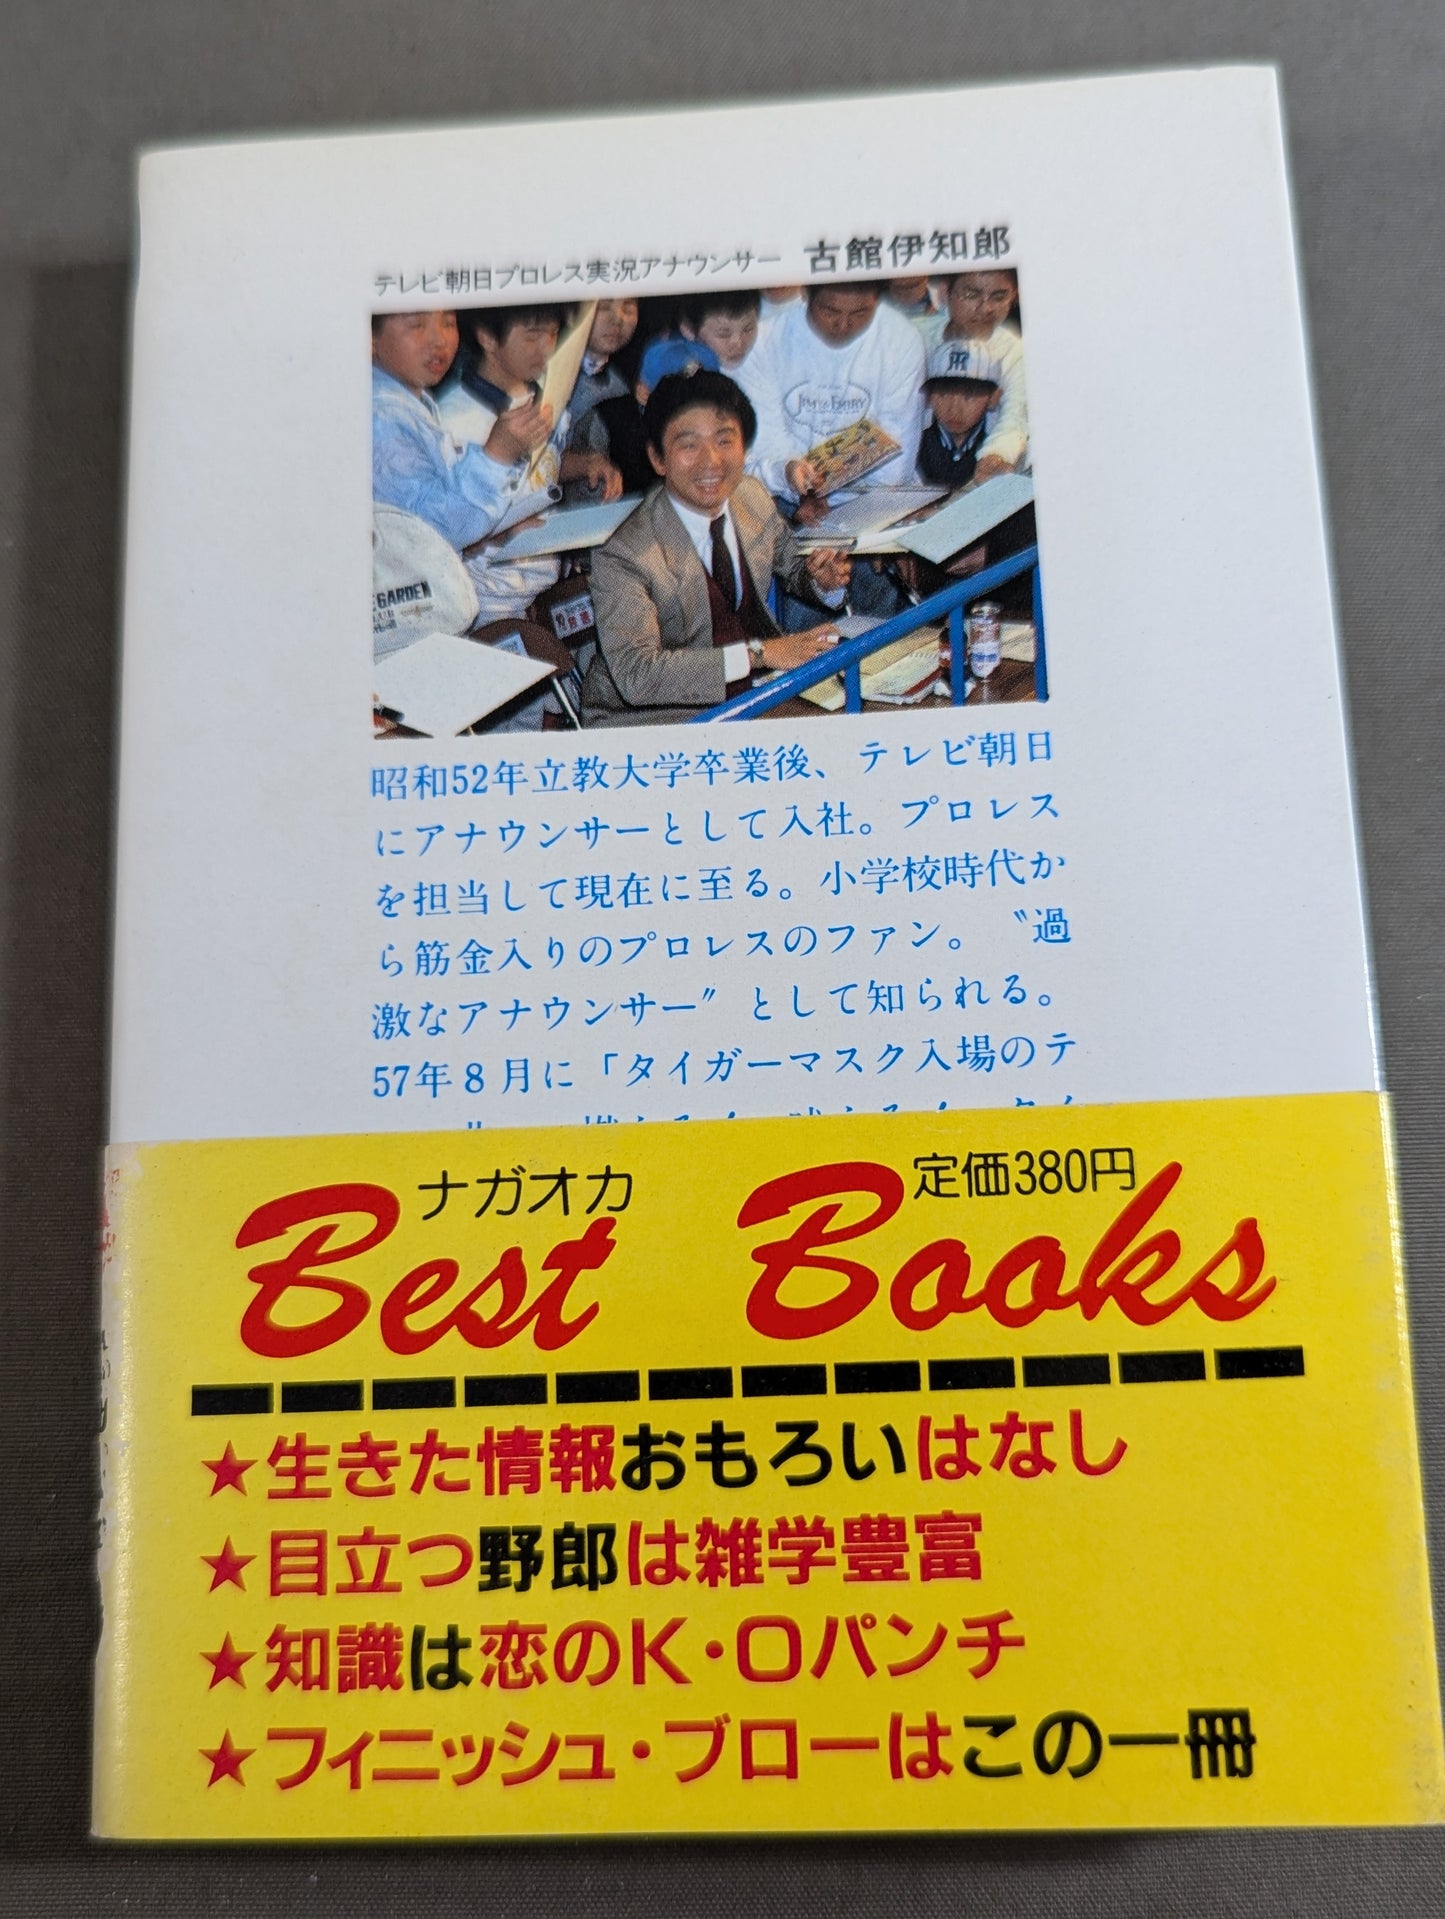 テレビ朝日プロレス実況アナウンサー 古館伊知郎
JIM'S ENERY
GARDEN
昭和52年立教大学卒業後、テレビ朝日
にアナウンサーとして入社。プロレス
を担当して現在に至る。小学校時代か
ら筋金入りのプロレスのファン。〝過
激なアナウンサー〞として知られる。
57年8月に「タイガーマスク入場のテ
ナガオカ 定価380円
Best Books
★生きた情報おもろいはなし
★目立つ野郎は雑学豊富
★知識は恋のK・Oパンチ
★フィニッシュ・ブローはこの一冊